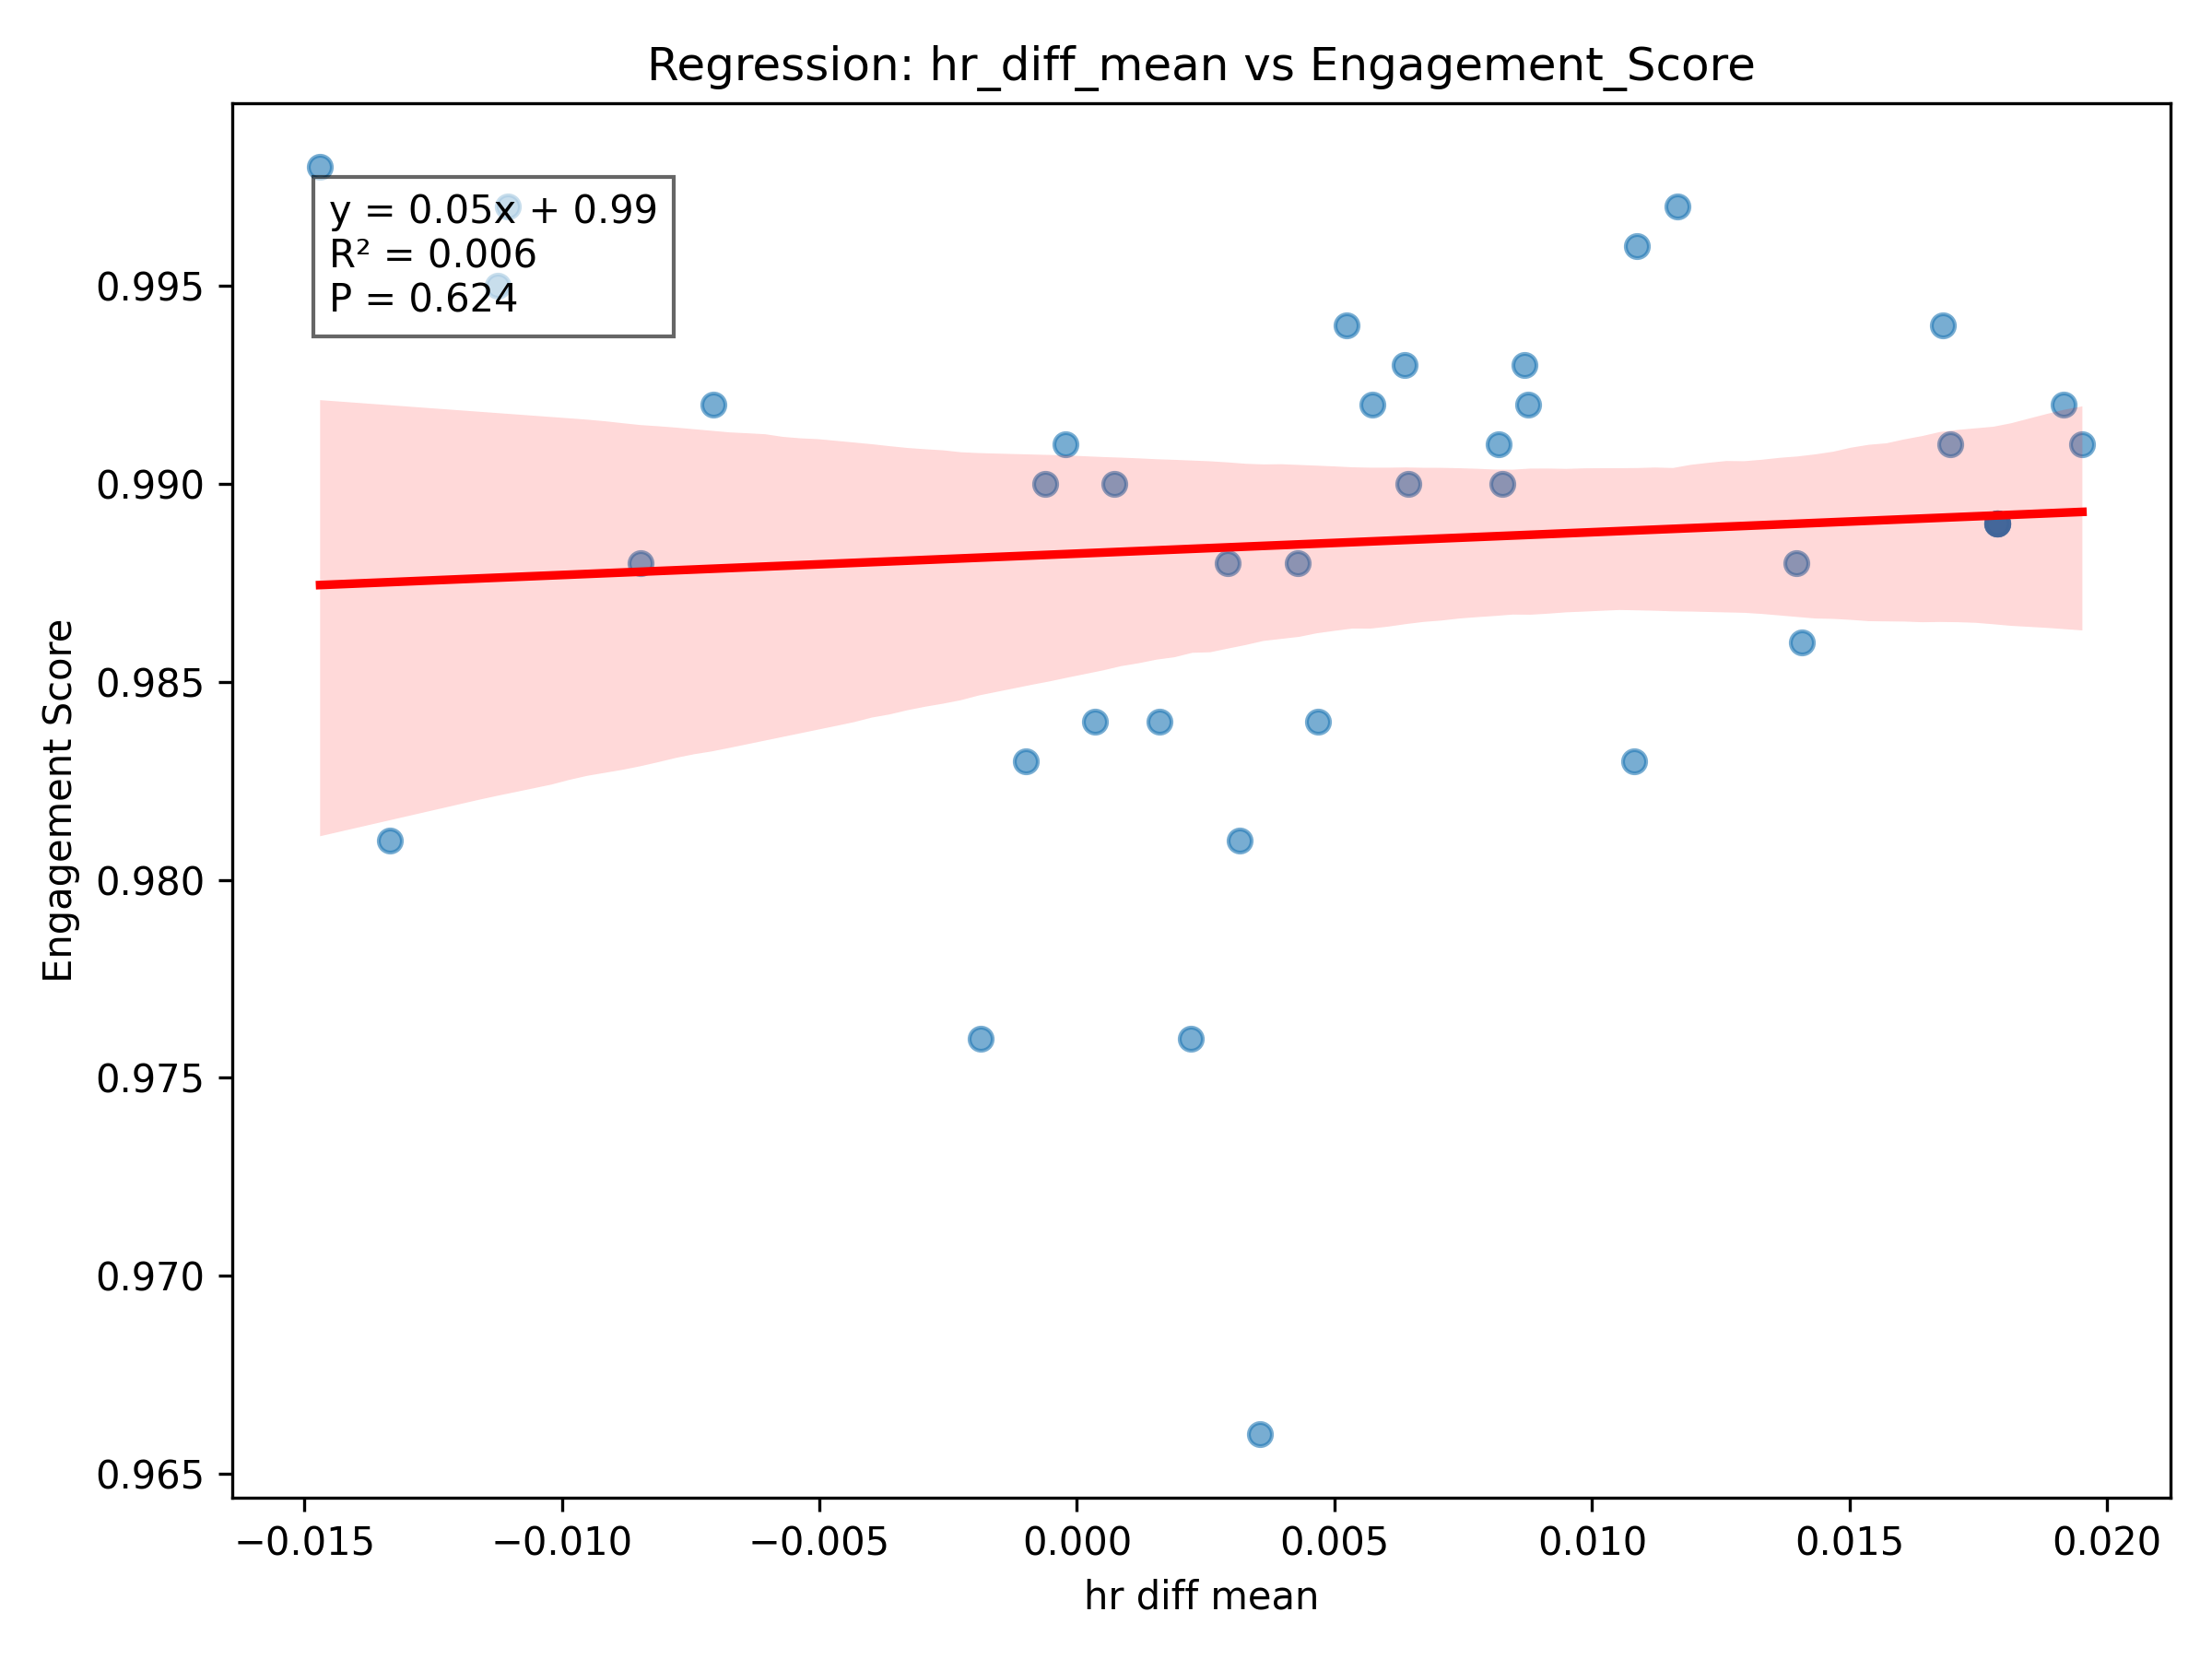 Regression: hr_diff_mean vs Engagement_Score
y = 0.05x + 0.99
R² = 0.006
P = 0.624
Engagement Score
0.995
0.990
0.985
0.980
0.975
0.970
0.965
−0.015 −0.010 −0.005 0.000 0.005 0.010 0.015 0.020
hr diff mean